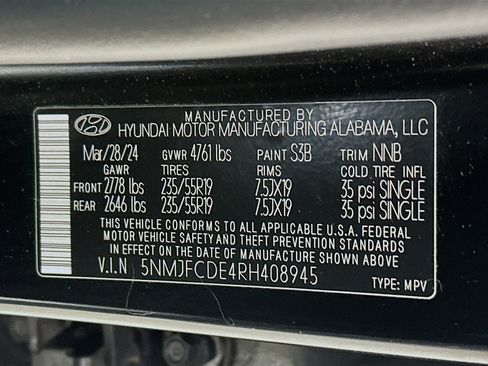 MANUFACTURED BY
HYUNDAI MOTOR MANUFACTURING ALABAMA, LLC
Mar/28/24 GVWR 4761 lbs PAINT S3B TRIM NNB
GAWR TIRES RIMS COLD TIRE INFL
FRONT 2778 lbs 235/55R19 7.5JX19 35 psi SINGLE
REAR 2646 lbs 235/55R19 7.5JX19 35 psi SINGLE
THIS VEHICLE CONFORMS TO ALL APPLICABLE U.S.A. FEDERAL
MOTOR VEHICLE SAFETY AND THEFT PREVENTION STANDARDS
IN EFFECT ON THE DATE OF MANUFACTURE SHOWN ABOVE.
V.I.N 5NMJFCDE4RH408945
TYPE: MPV